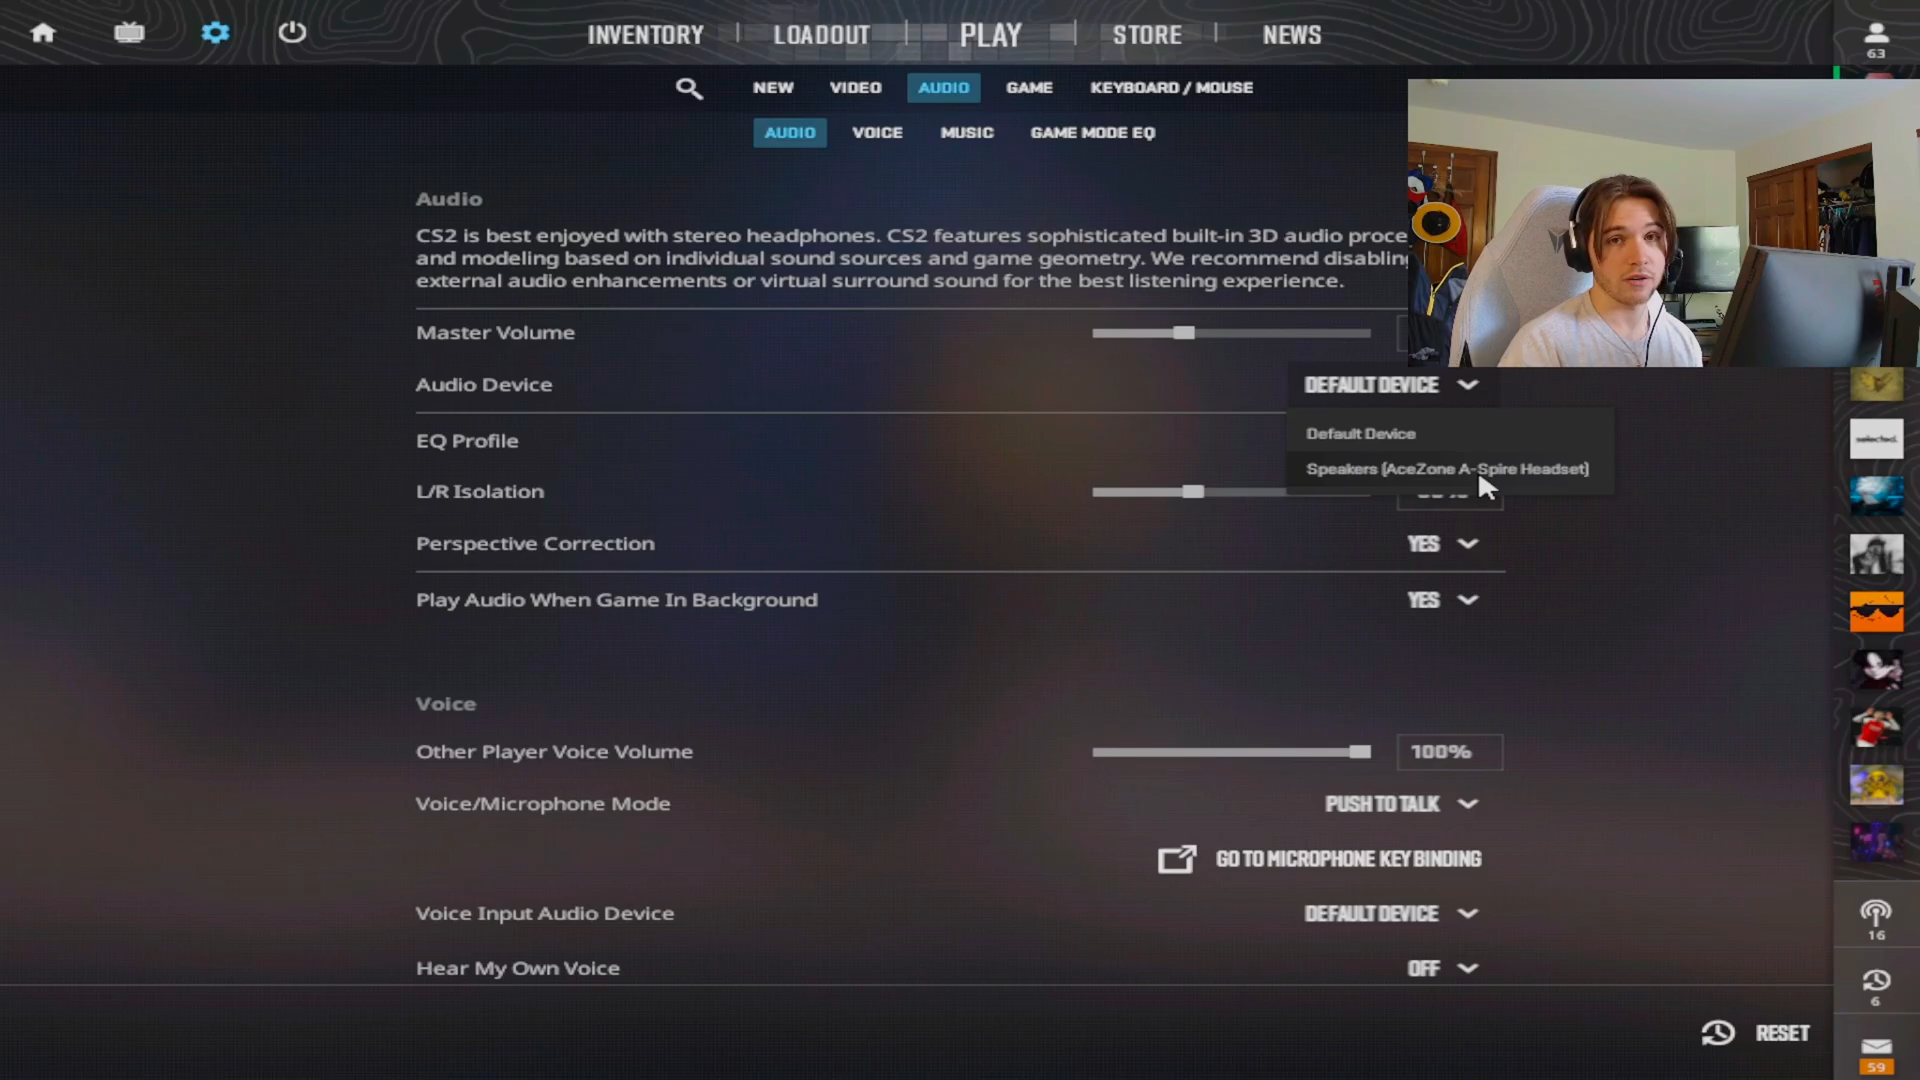 INVENTORY
LOADOUT
PLAY
STORE
NEWS
63
NEW
VIDEO
AUDIO
GAME
KEYBOARD / MOUSE
AUDIO
VOICE
MUSIC
GAME MODE EQ
Audio
CS2 is best enjoyed with stereo headphones. CS2 features sophisticated built-in 3D audio proce
and modeling based on individual sound sources and game geometry. We recommend disablin
external audio enhancements or virtual surround sound for the best listening experience.
Master Volume
Audio Device
DEFAULT DEVICE
Default Device
Speakers (AceZone A-Spire Headset)
EQ Profile
L/R Isolation
Perspective Correction
YES
Play Audio When Game In Background
YES
selected.
Voice
Other Player Voice Volume
100%
Voice/Microphone Mode
PUSH TO TALK
GO TO MICROPHONE KEY BINDING
Voice Input Audio Device
DEFAULT DEVICE
16
Hear My Own Voice
OFF
6
RESET
59